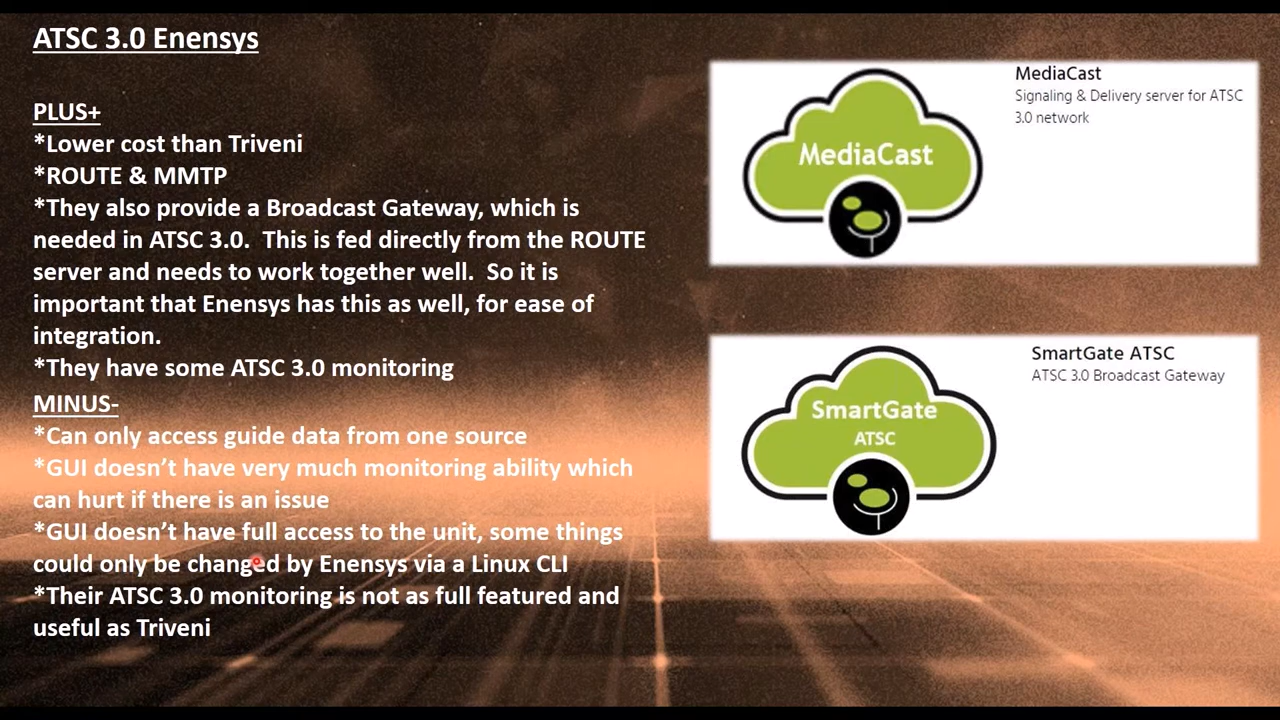 ATSC 3.0 Enensys
PLUS+
*Lower cost than Triveni
*ROUTE & MMTP
*They also provide a Broadcast Gateway, which is
needed in ATSC 3.0.  This is fed directly from the ROUTE
server and needs to work together well.  So it is
important that Enensys has this as well, for ease of
integration.
*They have some ATSC 3.0 monitoring
MINUS-
*Can only access guide data from one source
*GUI doesn’t have very much monitoring ability which
can hurt if there is an issue
*GUI doesn’t have full access to the unit, some things
could only be changed by Enensys via a Linux CLI
*Their ATSC 3.0 monitoring is not as full featured and
useful as Triveni
MediaCast
MediaCast
Signaling & Delivery server for ATSC
3.0 network
SmartGate
ATSC
SmartGate ATSC
ATSC 3.0 Broadcast Gateway